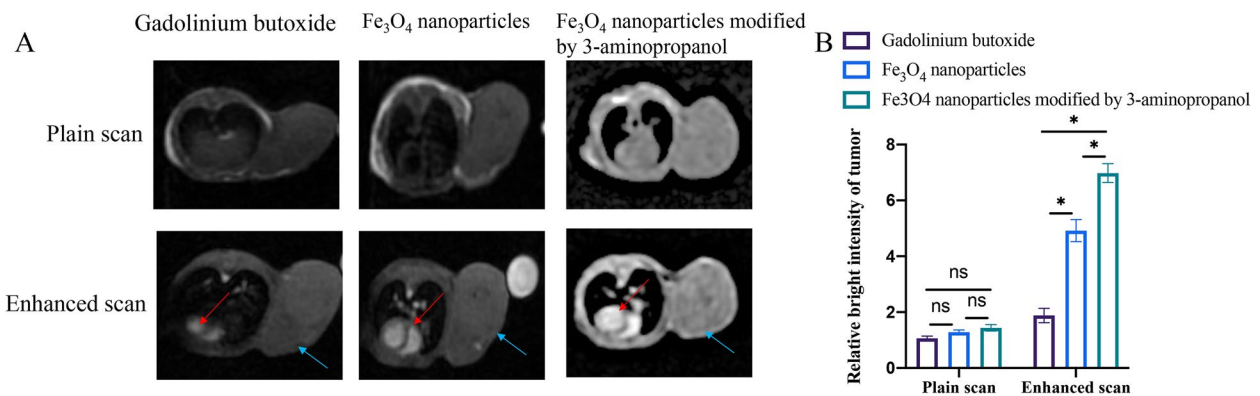 A
Gadolinium butoxide
Fe₃O₄ nanoparticles
Fe₃O₄ nanoparticles modified
by 3-aminopropanol
Plain scan
Enhanced scan
B
Gadolinium butoxide
Fe₃O₄ nanoparticles
Fe3O4 nanoparticles modified by 3-aminopropanol
Relative bright intensity of tumor
8
6
4
2
0
ns
ns
ns
*
*
*
Plain scan
Enhanced scan